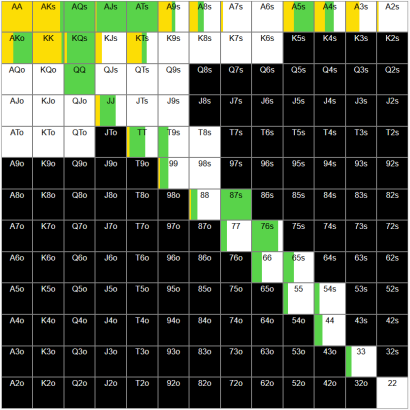 AA AKs AQs AJs ATs A9s A8s A7s A6s A5s A4s A3s A2s
AKo KK KQs KJs KTs K9s K8s K7s K6s K5s K4s K3s K2s
AQo KQo QQ QJs QTs Q9s Q8s Q7s Q6s Q5s Q4s Q3s Q2s
AJo KJo QJo JJ JTs J9s J8s J7s J6s J5s J4s J3s J2s
ATo KTo QTo JTo TT T9s T8s T7s T6s T5s T4s T3s T2s
A9o K9o Q9o J9o T9o 99 98s 97s 96s 95s 94s 93s 92s
A8o K8o Q8o J8o T8o 98o 88 87s 86s 85s 84s 83s 82s
A7o K7o Q7o J7o T7o 97o 87o 77 76s 75s 74s 73s 72s
A6o K6o Q6o J6o T6o 96o 86o 76o 66 65s 64s 63s 62s
A5o K5o Q5o J5o T5o 95o 85o 75o 65o 55 54s 53s 52s
A4o K4o Q4o J4o T4o 94o 84o 74o 64o 54o 44 43s 42s
A3o K3o Q3o J3o T3o 93o 83o 73o 63o 53o 43o 33 32s
A2o K2o Q2o J2o T2o 92o 82o 72o 62o 52o 42o 32o 22